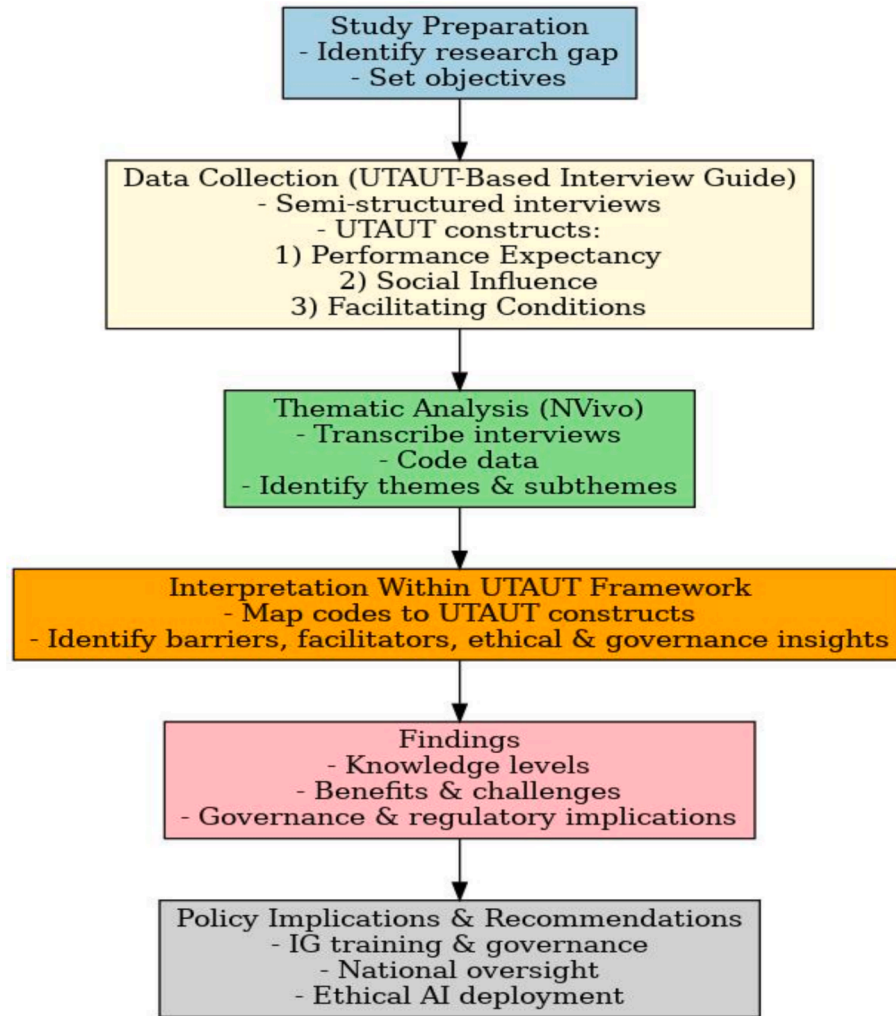 Study Preparation
- Identify research gap
- Set objectives
Data Collection (UTAUT-Based Interview Guide)
- Semi-structured interviews
- UTAUT constructs:
1) Performance Expectancy
2) Social Influence
3) Facilitating Conditions
Thematic Analysis (NVivo)
- Transcribe interviews
- Code data
- Identify themes & subthemes
Interpretation Within UTAUT Framework
- Map codes to UTAUT constructs
- Identify barriers, facilitators, ethical & governance insights
Findings
- Knowledge levels
- Benefits & challenges
- Governance & regulatory implications
Policy Implications & Recommendations
- IG training & governance
- National oversight
- Ethical AI deployment